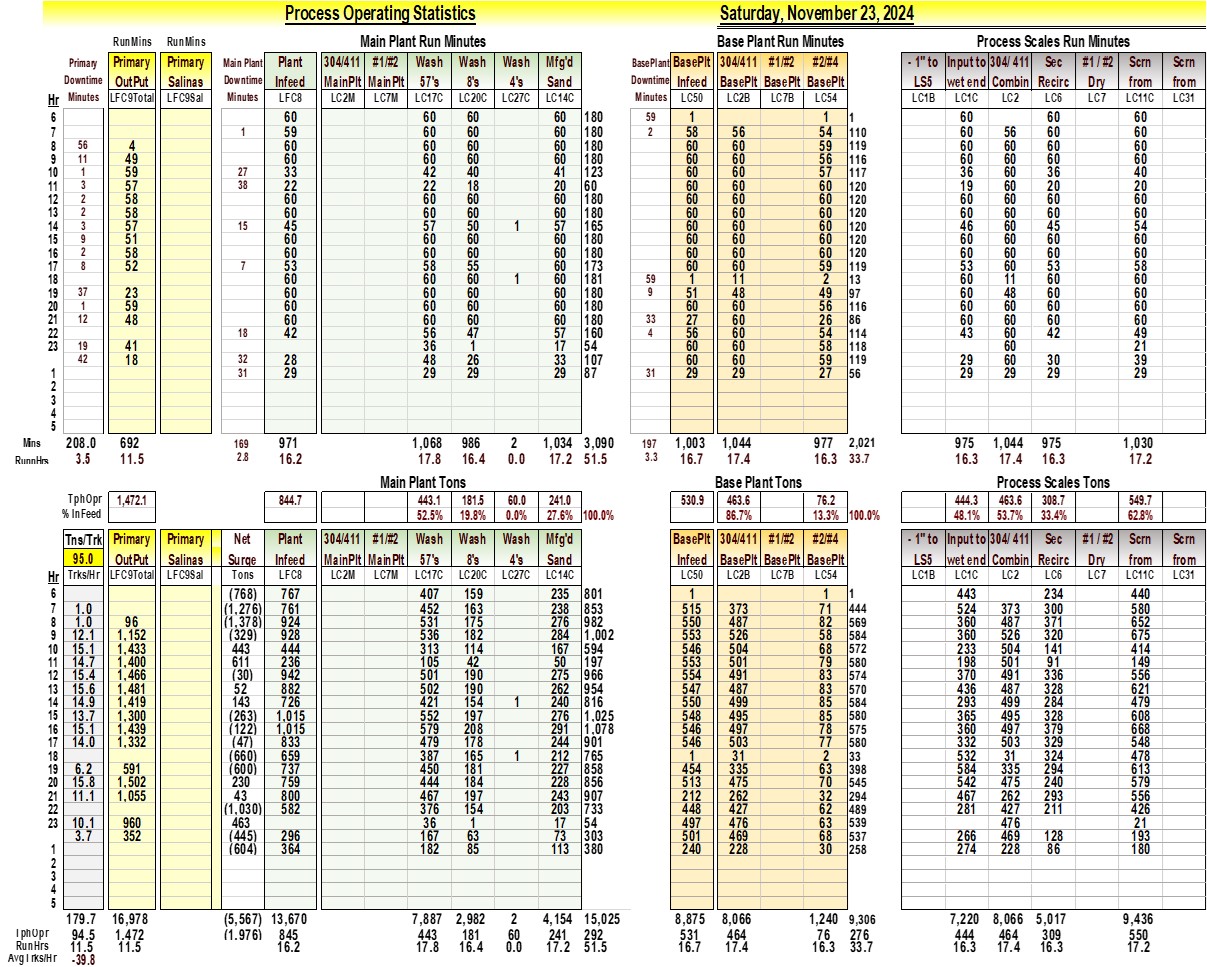 Process Operating Statistics Saturday, November 23, 2024
RunMins RunMins Main Plant Run Minutes Base Plant Run Minutes Process Scales Run Minutes
Primary Primary Primary Main Plant Plant 304/411 #1/#2 Wash Wash Wash Mfg'd BasePlant BasePlt 304/411 #1/#2 #2/#4 - 1" to Input to 304/ 411 Sec #1 / #2 Scrn Scrn
Downtime OutPut Salinas Downtime Infeed MainPlt MainPlt 57's 8's 4's Sand Downtime Infeed BasePlt BasePlt BasePlt LS5 wet end Combin Recirc Dry from from
Hr Minutes LFC9Total LFC9Sal Minutes LFC8 LC2M LC7M LC17C LC20C LC27C LC14C Minutes LC50 LC2B LC7B LC54 LC1B LC1C LC2 LC6 LC7 LC11C LC31
6 60 60 60 60 180 59 1 1 1 60 60 60
7 1 59 60 60 60 180 2 58 56 54 110 60 56 60 60
8 56 4 60 60 60 60 180 60 60 59 119 60 60 60 60
9 11 49 60 60 60 60 180 60 60 56 116 60 60 60 60
10 1 59 27 33 42 40 41 123 60 60 57 117 36 60 36 40
11 3 57 38 22 22 18 20 60 60 60 60 120 19 60 20 20
12 2 58 60 60 60 60 180 60 60 60 120 60 60 60 60
13 2 58 60 60 60 60 180 60 60 60 120 60 60 60 60
14 3 57 15 45 57 50 1 57 165 60 60 60 120 46 60 45 54
15 9 51 60 60 60 60 180 60 60 60 120 60 60 60 60
16 2 58 60 60 60 60 180 60 60 60 120 60 60 60 60
17 8 52 7 53 58 55 60 173 60 60 59 119 53 60 53 58
18 60 60 60 1 60 181 59 1 11 2 13 60 11 60 60
19 37 23 60 60 60 60 180 9 51 48 49 97 60 48 60 60
20 1 59 60 60 60 60 180 60 60 56 116 60 60 60 60
21 12 48 60 60 60 60 180 33 27 60 26 86 60 60 60 60
22 18 42 56 47 57 160 4 56 60 54 114 43 60 42 49
23 19 41 36 1 17 54 60 60 58 118 60 21
42 18 32 28 48 26 33 107 60 60 59 119 29 60 30 39
1 31 29 29 29 29 87 31 29 29 27 56 29 29 29 29
2
3
4
5
Mins 208.0 692 169 971 1,068 986 2 1,034 3,090 197 1,003 1,044 977 2,021 975 1,044 975 1,030
RunnHrs 3.5 11.5 2.8 16.2 17.8 16.4 0.0 17.2 51.5 3.3 16.7 17.4 16.3 33.7 16.3 17.4 16.3 17.2
Main Plant Tons Base Plant Tons Process Scales Tons
TphOpr 1,472.1 844.7 443.1 181.5 60.0 241.0 530.9 463.6 76.2 444.3 463.6 308.7 549.7
% InFeed 52.5% 19.8% 0.0% 27.6% 100.0% 86.7% 13.3% 100.0% 48.1% 53.7% 33.4% 62.8%
Tns/Trk Primary Primary Net Plant 304/411 #1/#2 Wash Wash Wash Mfg'd BasePlt 304/411 #1/#2 #2/#4 - 1" to Input to 304/ 411 Sec #1 / #2 Scrn Scrn
95.0 OutPut Salinas Surge Infeed MainPlt MainPlt 57's 8's 4's Sand Infeed BasePlt BasePlt BasePlt LS5 wet end Combin Recirc Dry from from
Hr Trks/Hr LFC9Total LFC9Sal Tons LFC8 LC2M LC7M LC17C LC20C LC27C LC14C LC50 LC2B LC7B LC54 LC1B LC1C LC2 LC6 LC7 LC11C LC31
6 (768) 767 407 159 235 801 1 1 1 443 234 440
7 1.0 (1,276) 761 452 163 238 853 515 373 71 444 524 373 300 580
8 1.0 96 (1,378) 924 531 175 276 982 550 487 82 569 360 487 371 652
9 12.1 1,152 (329) 928 536 182 284 1,002 553 526 58 584 360 526 320 675
10 15.1 1,433 443 444 313 114 167 594 546 504 68 572 233 504 141 414
11 14.7 1,400 611 236 105 42 50 197 553 501 79 580 198 501 91 149
12 15.4 1,466 (30) 942 501 190 275 966 554 491 83 574 370 491 336 556
13 15.6 1,481 52 882 502 190 262 954 547 487 83 570 436 487 328 621
14 14.9 1,419 143 726 421 154 1 240 816 550 499 85 584 293 499 284 479
15 13.7 1,300 (263) 1,015 552 197 276 1,025 548 495 85 580 365 495 328 608
16 15.1 1,439 (122) 1,015 579 208 291 1,078 546 497 78 575 360 497 379 668
17 14.0 1,332 (47) 833 479 178 244 901 546 503 77 580 332 503 329 548
18 (660) 659 387 165 1 212 765 1 31 2 33 532 31 324 478
19 6.2 591 (600) 737 450 181 227 858 454 335 63 398 584 335 294 613
20 15.8 1,502 230 759 444 184 228 856 513 475 70 545 542 475 240 579
21 11.1 1,055 43 800 467 197 243 907 212 262 32 294 467 262 293 556
22 (1,030) 582 376 154 203 733 448 427 62 489 281 427 211 426
23 10.1 960 463 36 1 17 54 497 476 63 539 476 21
3.7 352 (445) 296 167 63 73 303 501 469 68 537 266 469 128 193
1 (604) 364 182 85 113 380 240 228 30 258 274 228 86 180
2
3
4
5
179.7 16,978 (5,567) 13,670 7,887 2,982 2 4,154 15,025 8,875 8,066 1,240 9,306 7,220 8,066 5,017 9,436
TphOpr 94.5 1,472 (1,976) 845 443 181 60 241 292 531 464 76 276 444 464 309 550
RunHrs 11.5 11.5 16.2 17.8 16.4 0.0 17.2 51.5 16.7 17.4 16.3 33.7 16.3 17.4 16.3 17.2
AvgTrks/Hr -39.8